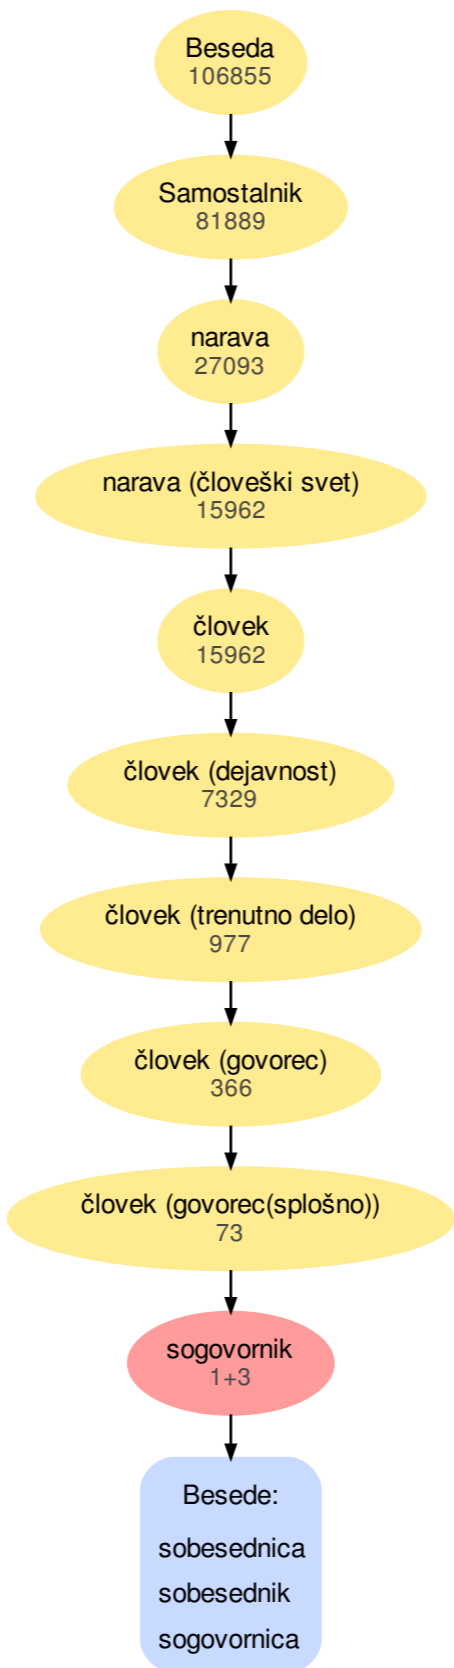 Beseda
106855
Samostalnik
81889
narava
27093
narava (človeški svet)
15962
človek
15962
človek (dejavnost)
7329
človek (trenutno delo)
977
človek (govorec)
366
človek (govorec(splošno))
73
sogovornik
1+3
Besede:
sobesednica
sobesednik
sogovornica